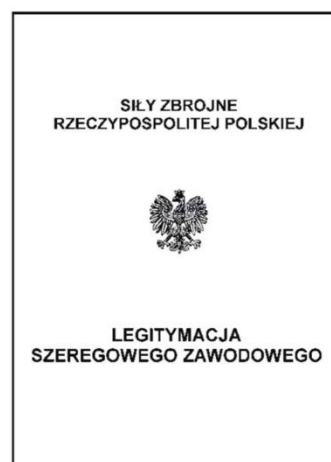 SIŁY ZBROJNE
RZECZYPOSPOLITEJ POLSKIEJ
LEGITYMACJA
SZEREGOWEGO ZAWODOWEGO